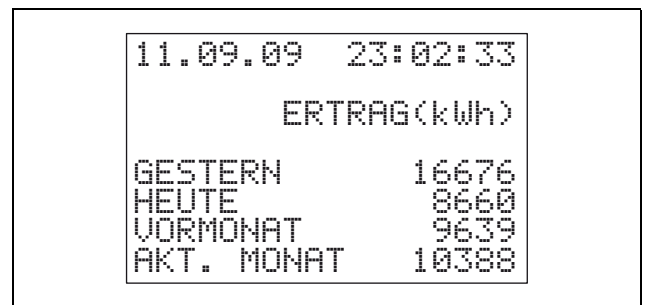 11.09.09 23:02:33
ERTRAG(kWh)
GESTERN 16676
HEUTE 8660
VORMONAT 9639
AKT. MONAT 10388